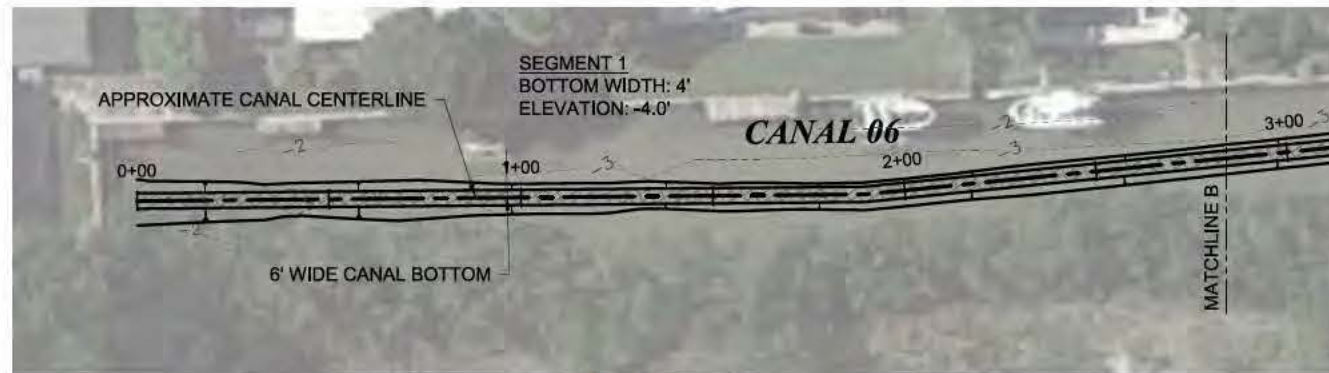 SEGMENT 1
BOTTOM WIDTH: 4'
ELEVATION: -4.0'
APPROXIMATE CANAL CENTERLINE
CANAL 06
-2
-2
-3
-3
-3
0+00
1+00
2+00
3+00
-2
6' WIDE CANAL BOTTOM
MATCHLINE B